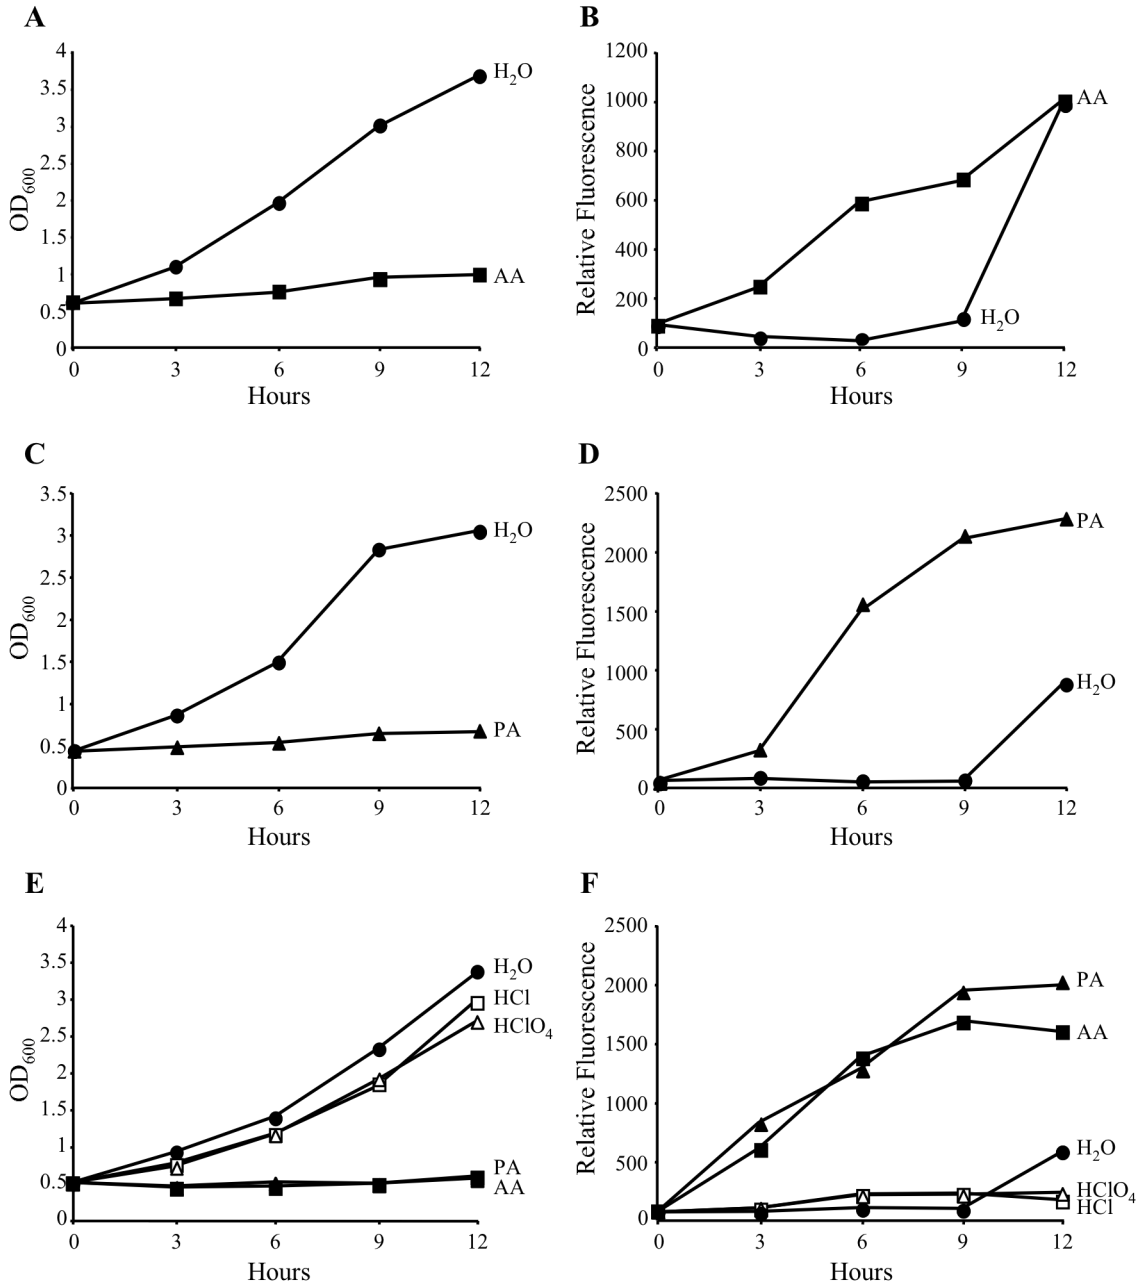 A
4
3.5
3
2.5
2
1.5
1
0.5
0
OD600
0 3 6 9 12
Hours
H2O
AA
B
1200
1000
800
600
400
200
0
Relative Fluorescence
0 3 6 9 12
Hours
AA
H2O
C
3.5
3
2.5
2
1.5
1
0.5
0
OD600
0 3 6 9 12
Hours
H2O
PA
D
2500
2000
1500
1000
500
0
Relative Fluorescence
0 3 6 9 12
Hours
PA
H2O
E
4
3.5
3
2.5
2
1.5
1
0.5
0
OD600
0 3 6 9 12
Hours
H2O
HCl
HClO4
PA
AA
F
2500
2000
1500
1000
500
0
Relative Fluorescence
0 3 6 9 12
Hours
PA
AA
H2O
HClO4
HCl